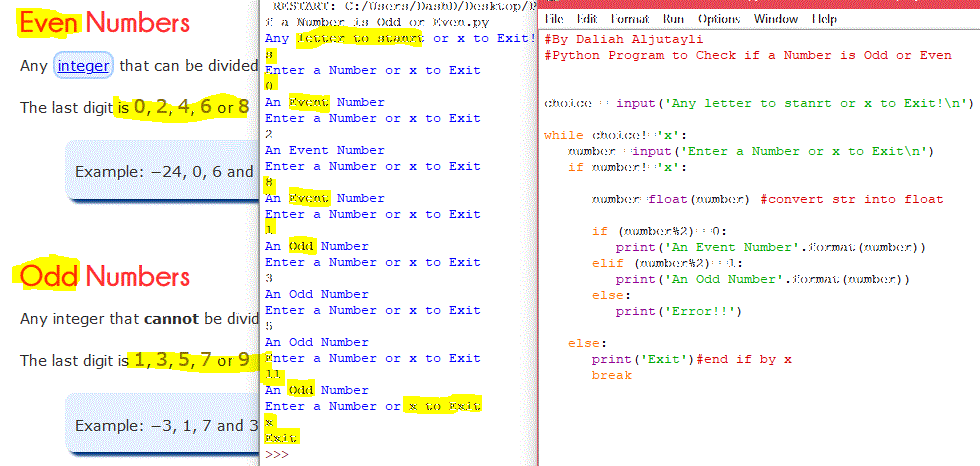 Even Numbers
Any integer that can be divided
The last digit is 0, 2, 4, 6 or 8
Example: −24, 0, 6 and
Odd Numbers
Any integer that cannot be divid
The last digit is 1, 3, 5, 7 or 9
Example: −3, 1, 7 and 3
RESTART: C:/Users/DashD/Desktop/
f a Number is Odd or Even.py
Any letter to stanrt or x to Exit!
Enter a Number or x to Exit
0
An Event Number
Enter a Number or x to Exit
2
An Event Number
Enter a Number or x to Exit
8
An Event Number
Enter a Number or x to Exit
1
An Odd Number
Enter a Number or x to Exit
3
An Odd Number
Enter a Number or x to Exit
5
An Odd Number
Enter a Number or x to Exit
11
An Odd Number
Enter a Number or x to Exit
x
Exit
>>>
File Edit Format Run Options Window Help
#By Daliah Aljutayli
#Python Program to Check if a Number is Odd or Even
choice = input('Any letter to stanrt or x to Exit!\n')
while choice!='x':
number =input('Enter a Number or x to Exit\n')
if number!='x':
number=float(number) #convert str into float
if (number%2)==0:
print('An Event Number'.format(number))
elif (number%2)==1:
print('An Odd Number'.format(number))
else:
print('Error!!')
else:
print('Exit')#end if by x
break